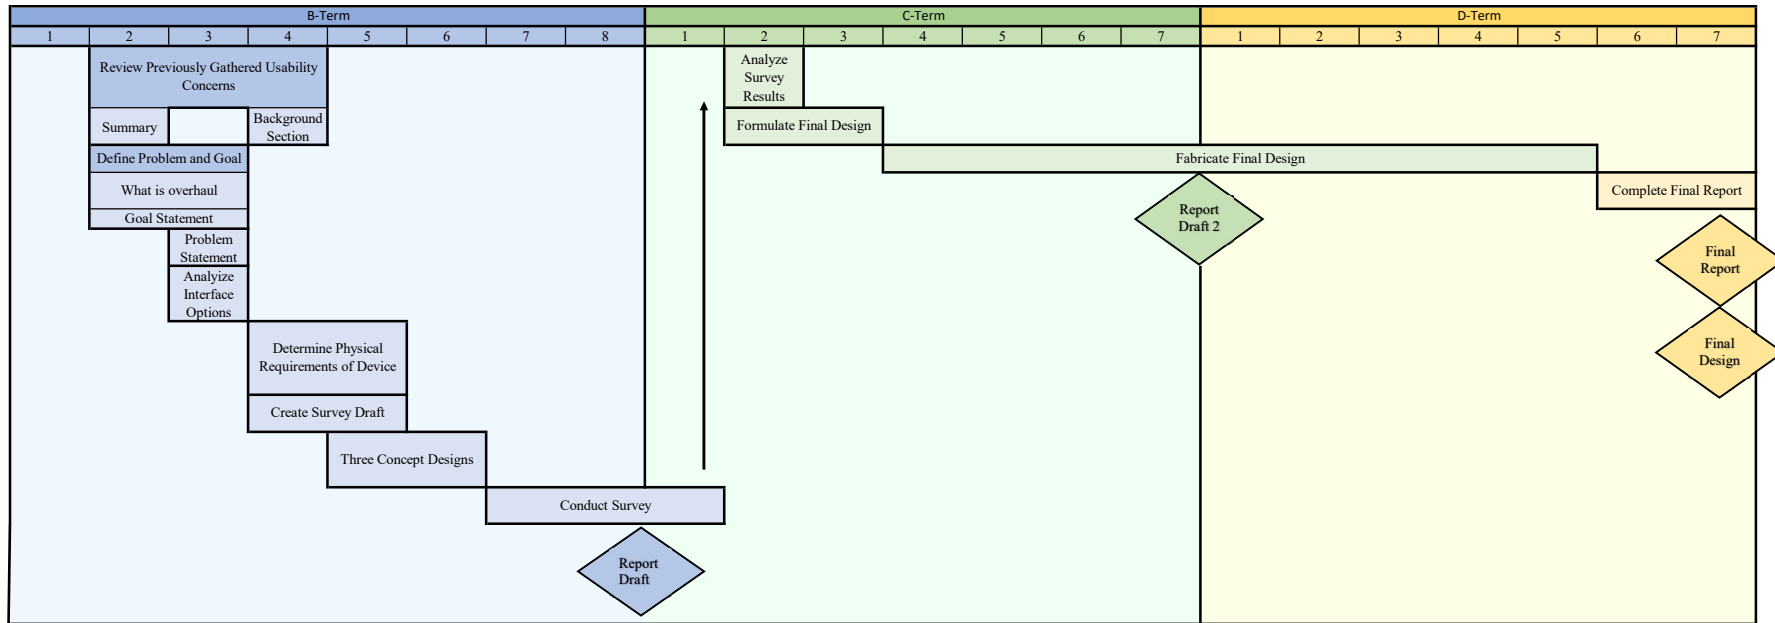 B-Term C-Term D-Term
1 2 3 4 5 6 7 8 1 2 3 4 5 6 7 1 2 3 4 5 6 7
Review Previously Gathered Usability
Concerns
Summary
Background
Section
Define Problem and Goal
What is overhaul
Goal Statement
Problem
Statement
Analyize
Interface
Options
Determine Physical
Requirements of Device
Create Survey Draft
Three Concept Designs
Conduct Survey
Report
Draft
Analyze
Survey
Results
Formulate Final Design
Fabricate Final Design
Report
Draft 2
Complete Final Report
Final
Report
Final
Design